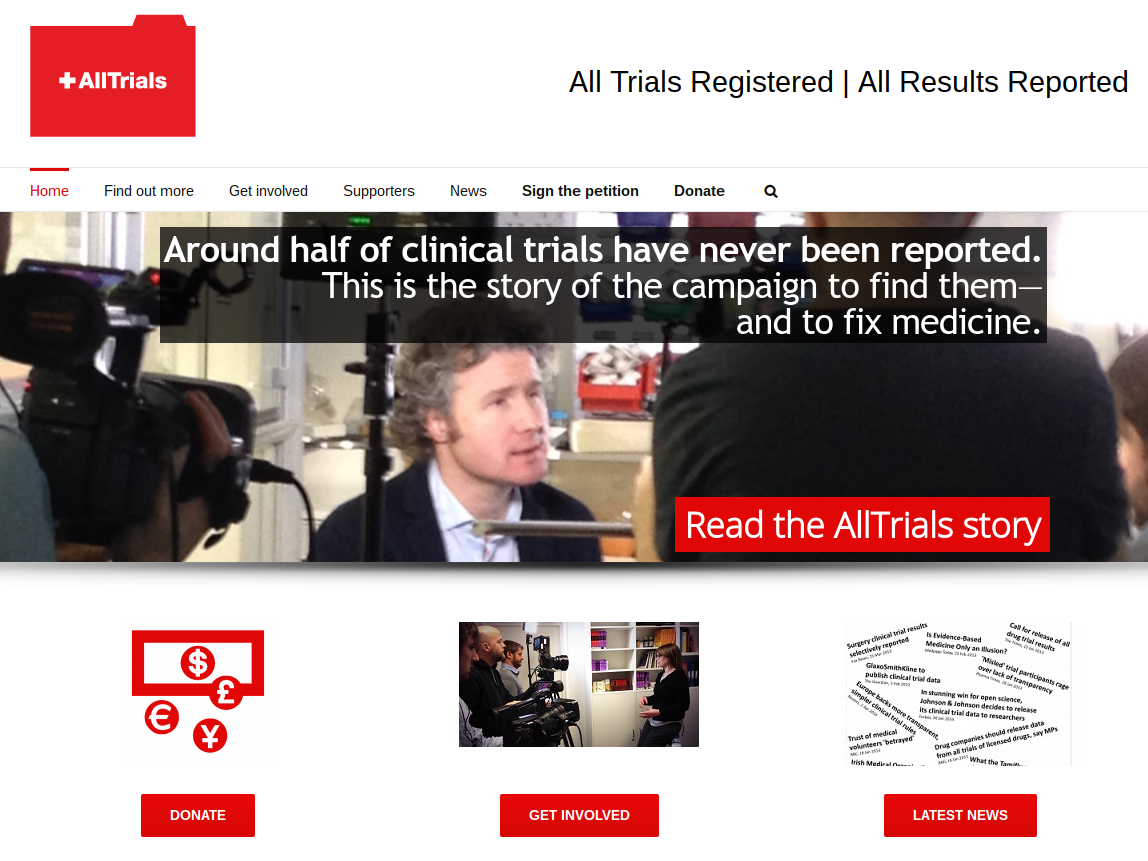 +AllTrials
All Trials Registered | All Results Reported
Home
Find out more
Get involved
Supporters
News
Sign the petition
Donate
Around half of clinical trials have never been reported.
This is the story of the campaign to find them—
and to fix medicine.
Read the AllTrials story
$
£
€
¥
Surgery clinical trial results
selectively reported
Is Evidence-Based
Medicine Only an Illusion?
Call for release of all
drug trial results
GlaxoSmithKline to
publish clinical trial data
'Misled' trial participants rage
over lack of transparency
Europe backs more transparent,
simpler clinical trial rules
In stunning win for open science,
Johnson & Johnson decides to release
its clinical trial data to researchers
Trust of medical
volunteers 'betrayed'
Drug companies should release data
from all trials of licensed drugs, say MPs
Irish Medical
What the
DONATE
GET INVOLVED
LATEST NEWS